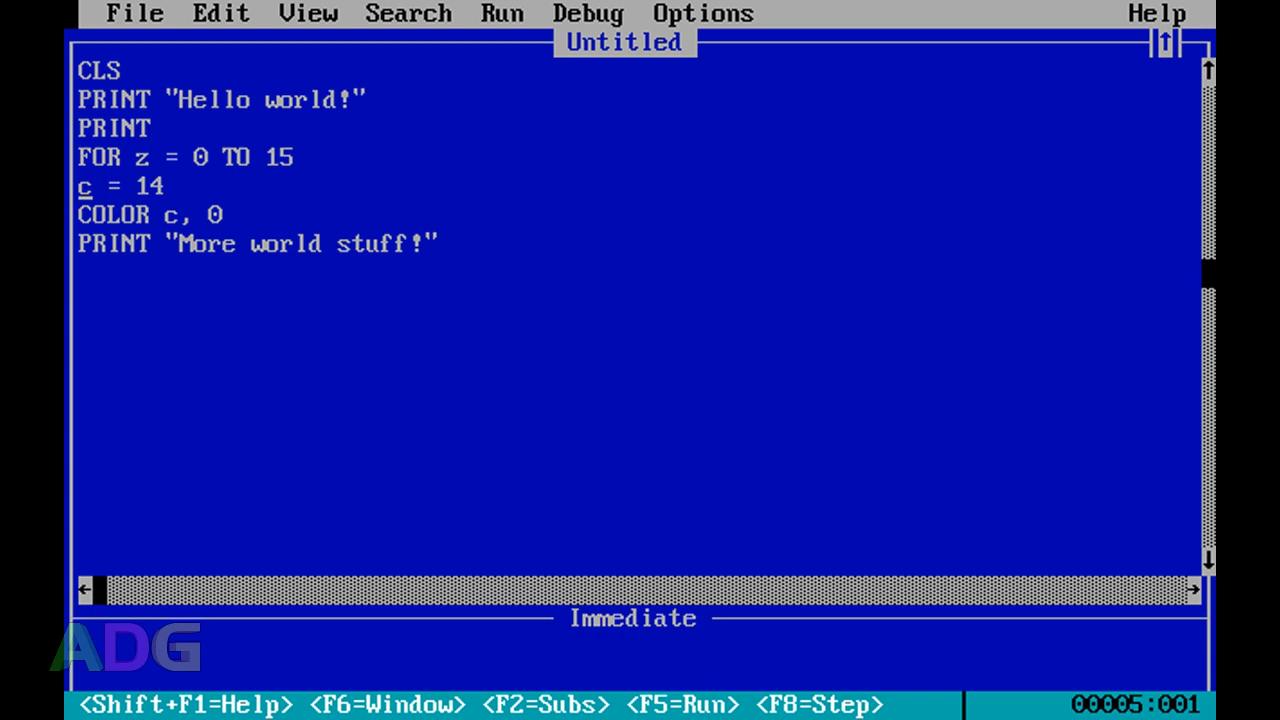 File Edit View Search Run Debug Options Help
Untitled
CLS
PRINT "Hello world!"
PRINT
FOR z = 0 TO 15
c = 14
COLOR c, 0
PRINT "More world stuff!"
Immediate
ADG
<Shift+F1=Help> <F6=Window> <F2=Subs> <F5=Run> <F8=Step> 00005:001